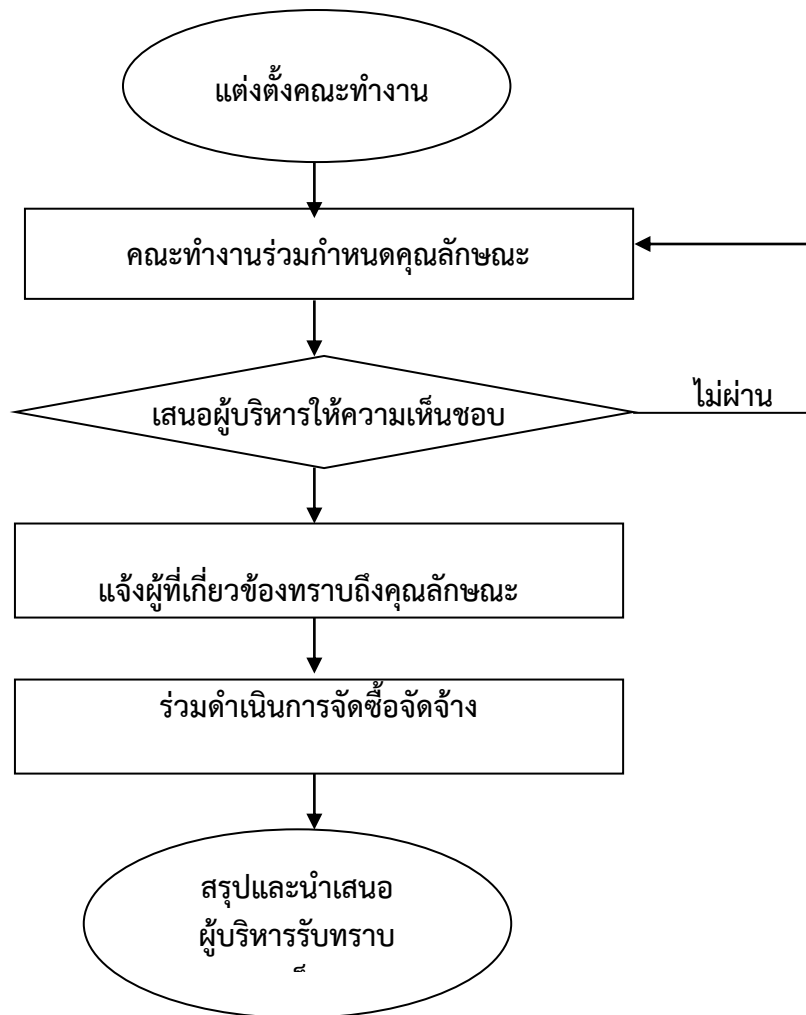 แต่งตั้งคณะทำงาน
คณะทำงานร่วมกำหนดคุณลักษณะ
เสนอผู้บริหารให้ความเห็นชอบ
ไม่ผ่าน
แจ้งผู้ที่เกี่ยวข้องทราบถึงคุณลักษณะ
ร่วมดำเนินการจัดซื้อจัดจ้าง
สรุปและนำเสนอ
ผู้บริหารรับทราบ